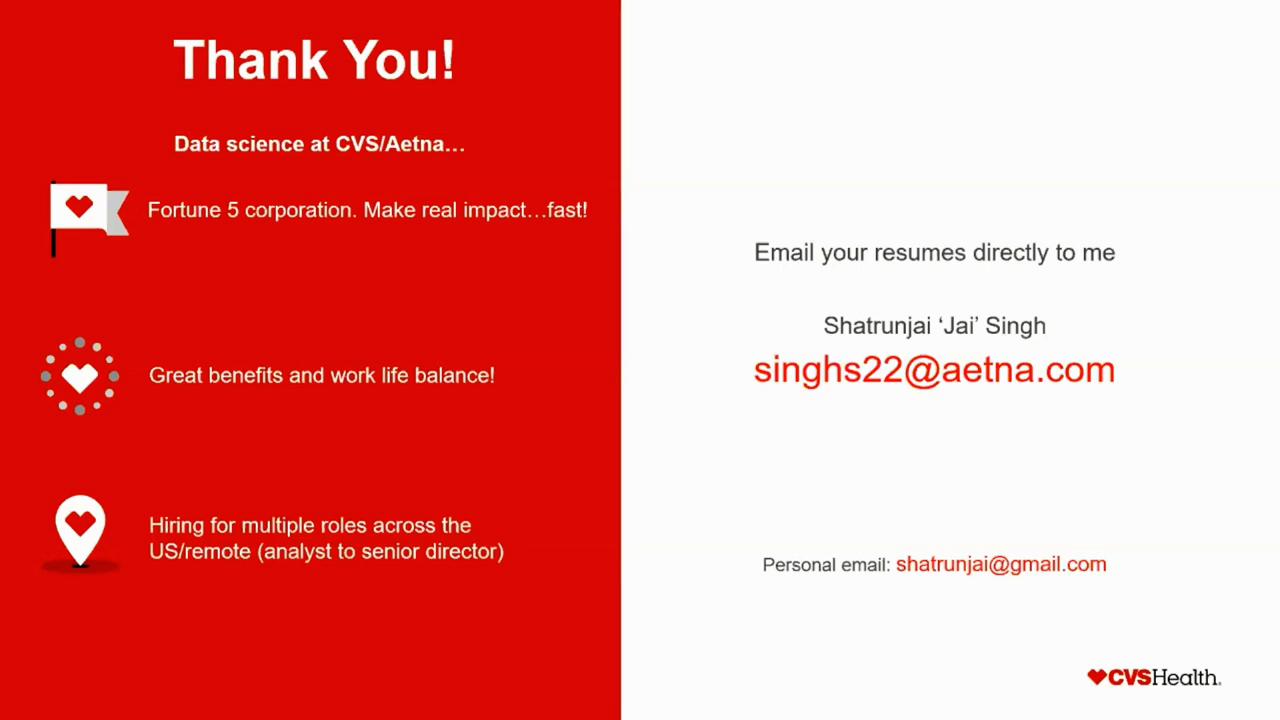 Thank You!
Data science at CVS/Aetna…
Fortune 5 corporation. Make real impact…fast!
Great benefits and work life balance!
Hiring for multiple roles across the
US/remote (analyst to senior director)
Email your resumes directly to me
Shatrunjai ‘Jai’ Singh
singhs22@aetna.com
Personal email: shatrunjai@gmail.com
CVSHealth.